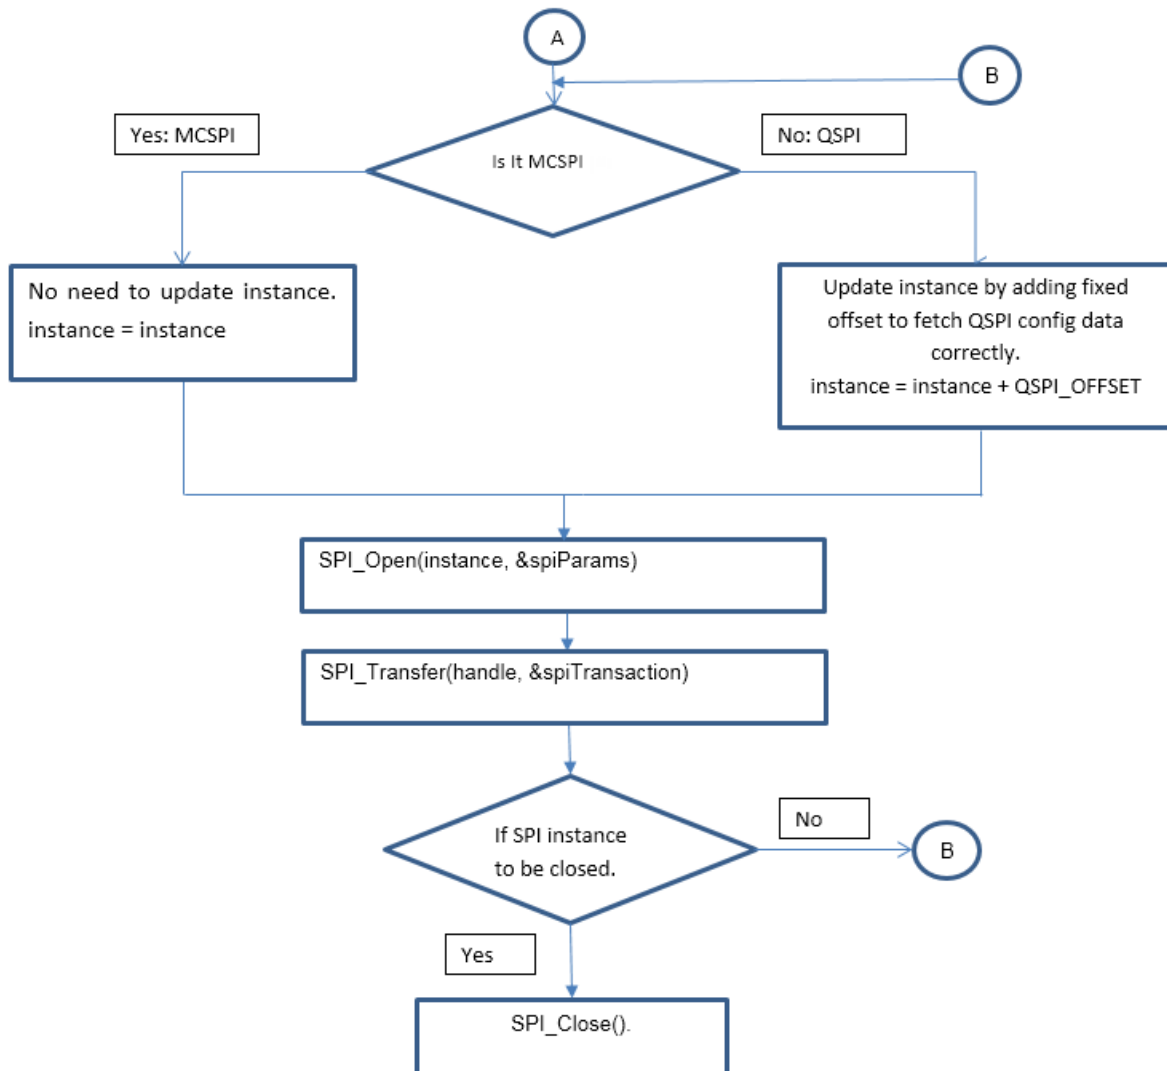 A
B
Yes: MCSPI
No: QSPI
Is It MCSPI
No need to update instance.
instance = instance
Update instance by adding fixed
offset to fetch QSPI config data
correctly.
instance = instance + QSPI_OFFSET
SPI_Open(instance, &spiParams)
SPI_Transfer(handle, &spiTransaction)
If SPI instance
to be closed.
No
B
Yes
SPI_Close().